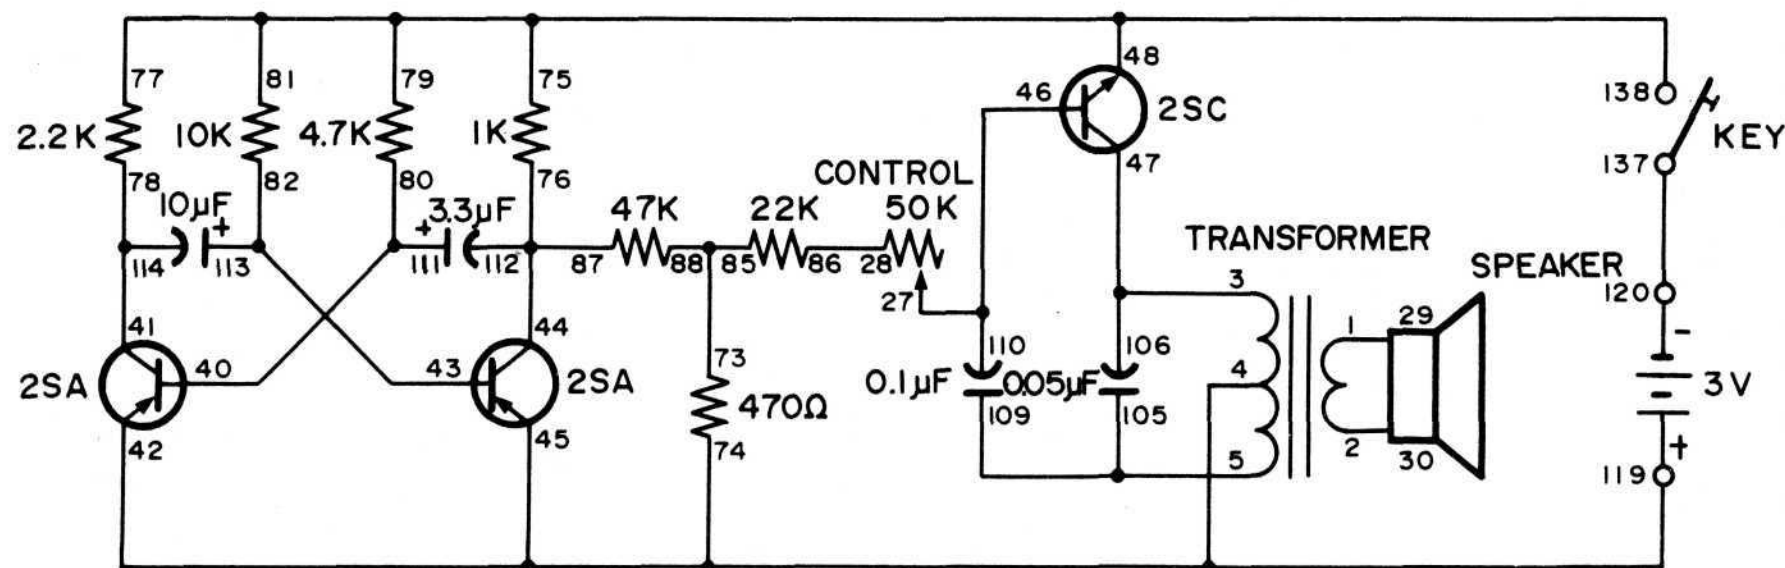 77
81
79
75
48
46
2SC
138
KEY
2.2K
10K
4.7K
1K
47
137
78
82
80
76
CONTROL
10µF
3.3µF
47K
22K
50K
+
+
TRANSFORMER
114
113
111
112
87
88
85
86
28
SPEAKER
27
3
120
41
44
110
106
1
29
-
2SA
40
43
2SA
73
0.1µF
0.05µF
4
3V
470Ω
109
105
42
45
74
5
2
30
+
119